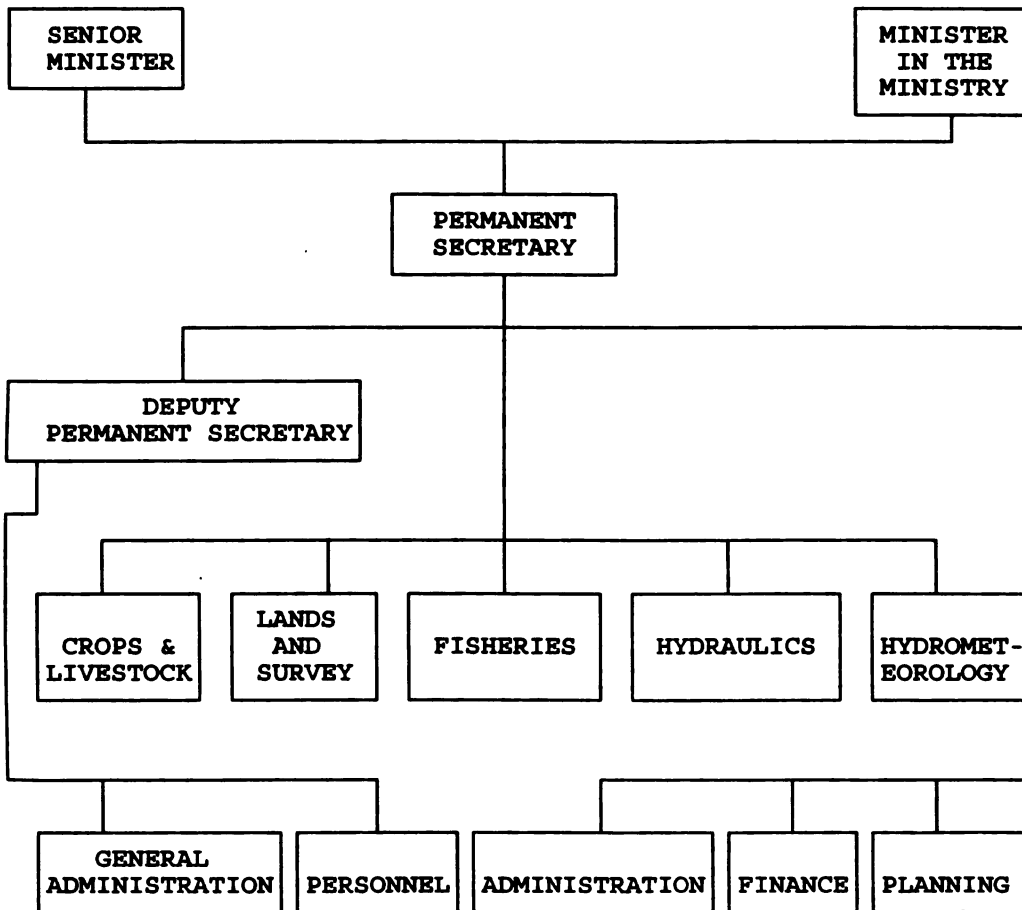 SENIOR
MINISTER
MINISTER
IN THE
MINISTRY
PERMANENT
SECRETARY
DEPUTY
PERMANENT SECRETARY
CROPS &
LIVESTOCK
LANDS
AND
SURVEY
FISHERIES
HYDRAULICS
HYDROMET-
EOROLOGY
GENERAL
ADMINISTRATION
PERSONNEL
ADMINISTRATION
FINANCE
PLANNING